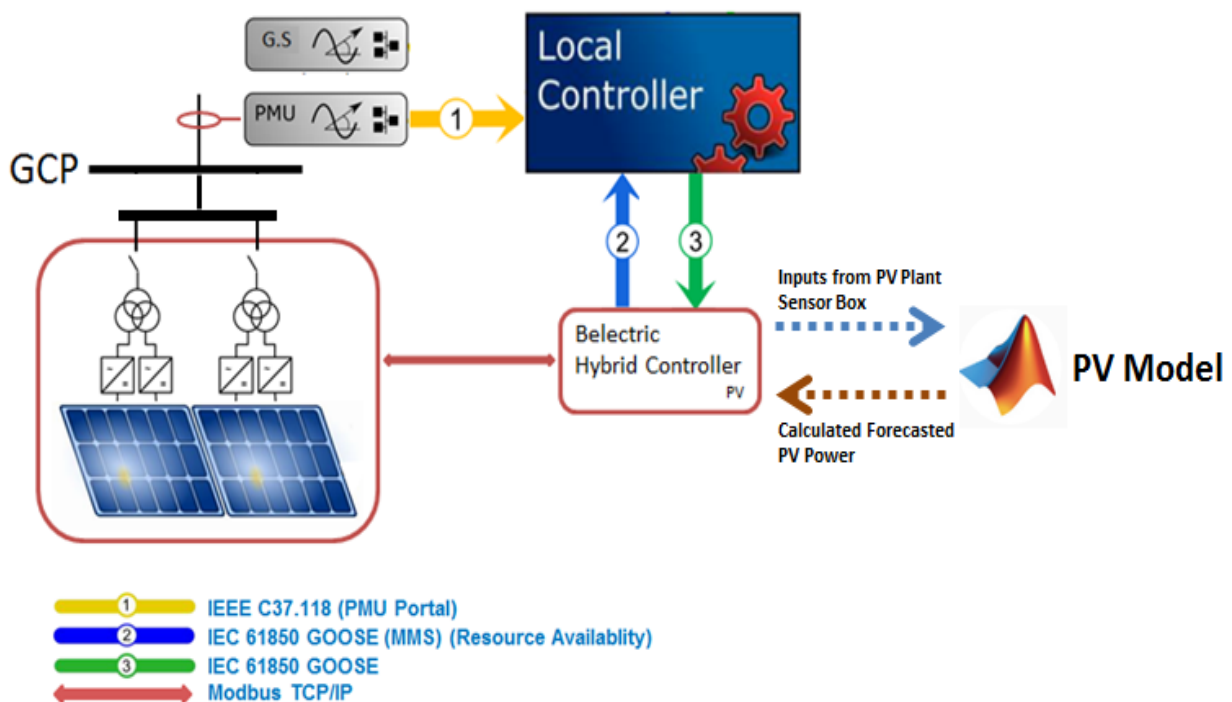 G.S
PMU
1
Local
Controller
GCP
2
3
Belectric
Hybrid Controller
PV
Inputs from PV Plant
Sensor Box
PV Model
Calculated Forecasted
PV Power
1 IEEE C37.118 (PMU Portal)
2 IEC 61850 GOOSE (MMS) (Resource Availablity)
3 IEC 61850 GOOSE
Modbus TCP/IP